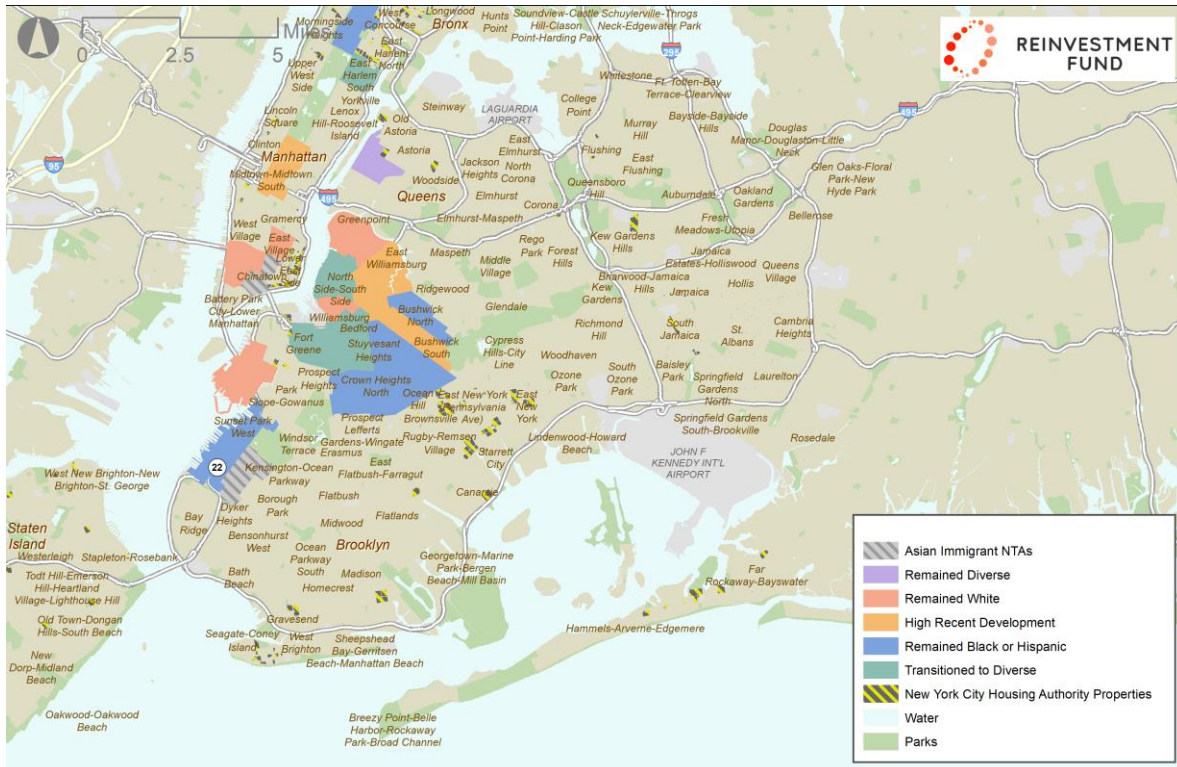 Morningside
Heights
West
Concourse
Longwood
Bronx
Hunts
Point
Soundview-Castle
Hill-Clason
Point-Harding Park
Schuylerville-Throgs
Neck-Edgewater Park
Miles
0
2.5
5
295
REINVESTMENT
FUND
East
Harlem
North
Upper
West
Side
East
Harlem
South
Yorkville
Whitestone
Ft. Totten-Bay
Terrace-Clearview
Lenox
Hill-Roosevelt
Island
Steinway
LAGUARDIA
AIRPORT
College
Point
495
Lincoln
Square
Old
Astoria
Murray
Hill
Bayside-Bayside
Hills
Clinton
Astoria
East
Elmhurst
Flushing
Douglas
Manor-Douglaston-Little
Neck
95
Manhattan
Midtown-Midtown
South
Jackson
Heights
North
Corona
East
Flushing
Glen Oaks-Floral
Park-New
Hyde Park
Woodside
Queens
Elmhurst
Queensboro
Hill
Auburndale
Oakland
Gardens
495
Corona
Bellerose
West
Village
Gramercy
Greenpoint
Elmhurst-Maspeth
Fresh
Meadows-Utopia
East
Village
Rego
Park
Forest
Hills
Kew Gardens
Hills
Lower
East
Side
East
Williamsburg
Maspeth
Middle
Village
Jamaica
Estates-Holliswood
Queens
Village
Chinatown
North
Side-South
Side
Ridgewood
Briarwood-Jamaica
Hills
Kew
Gardens
Jamaica
Hollis
Battery Park
City-Lower
Manhattan
Bushwick
North
Glendale
Williamsburg
Bedford
Richmond
Hill
South
Jamaica
St.
Albans
Cambria
Heights
Fort
Greene
Stuyvesant
Heights
Bushwick
South
Cypress
Hills-City
Line
Woodhaven
Prospect
Heights
Crown Heights
North
Ozone
Park
South
Ozone
Park
Baisley
Park
Springfield
Gardens
North
Laurelton
Park
Slope-Gowanus
Ocean
Hill
East New York
(Pennsylvania
Ave)
East
New
York
Sunset Park
West
Prospect
Lefferts
Gardens-Wingate
Brownsville
Springfield Gardens
South-Brookville
Windsor
Terrace
Erasmus
Rugby-Remsen
Village
Starrett
City
Lindenwood-Howard
Beach
Rosedale
22
JOHN F
KENNEDY INT'L
AIRPORT
West New Brighton-New
Brighton-St. George
Kensington-Ocean
Parkway
East
Flatbush-Farragut
Borough
Park
Flatbush
Canarsie
Dyker
Heights
Bay
Ridge
Flatlands
Staten
Island
Bensonhurst
West
Midwood
Westerleigh
Stapleton-Rosebank
Ocean
Parkway
South
Brooklyn
Georgetown-Marine
Park-Bergen
Beach-Mill Basin
Far
Rockaway-Bayswater
Todt Hill-Emerson
Hill-Heartland
Village-Lighthouse Hill
Bath
Beach
Madison
Homecrest
Old Town-Dongan
Hills-South Beach
Gravesend
Hammels-Arverne-Edgemere
Seagate-Coney
Island
West
Brighton
Sheepshead
Bay-Gerritsen
Beach-Manhattan Beach
New
Dorp-Midland
Beach
Oakwood-Oakwood
Beach
Breezy Point-Belle
Harbor-Rockaway
Park-Broad Channel
Asian Immigrant NTAs
Remained Diverse
Remained White
High Recent Development
Remained Black or Hispanic
Transitioned to Diverse
New York City Housing Authority Properties
Water
Parks